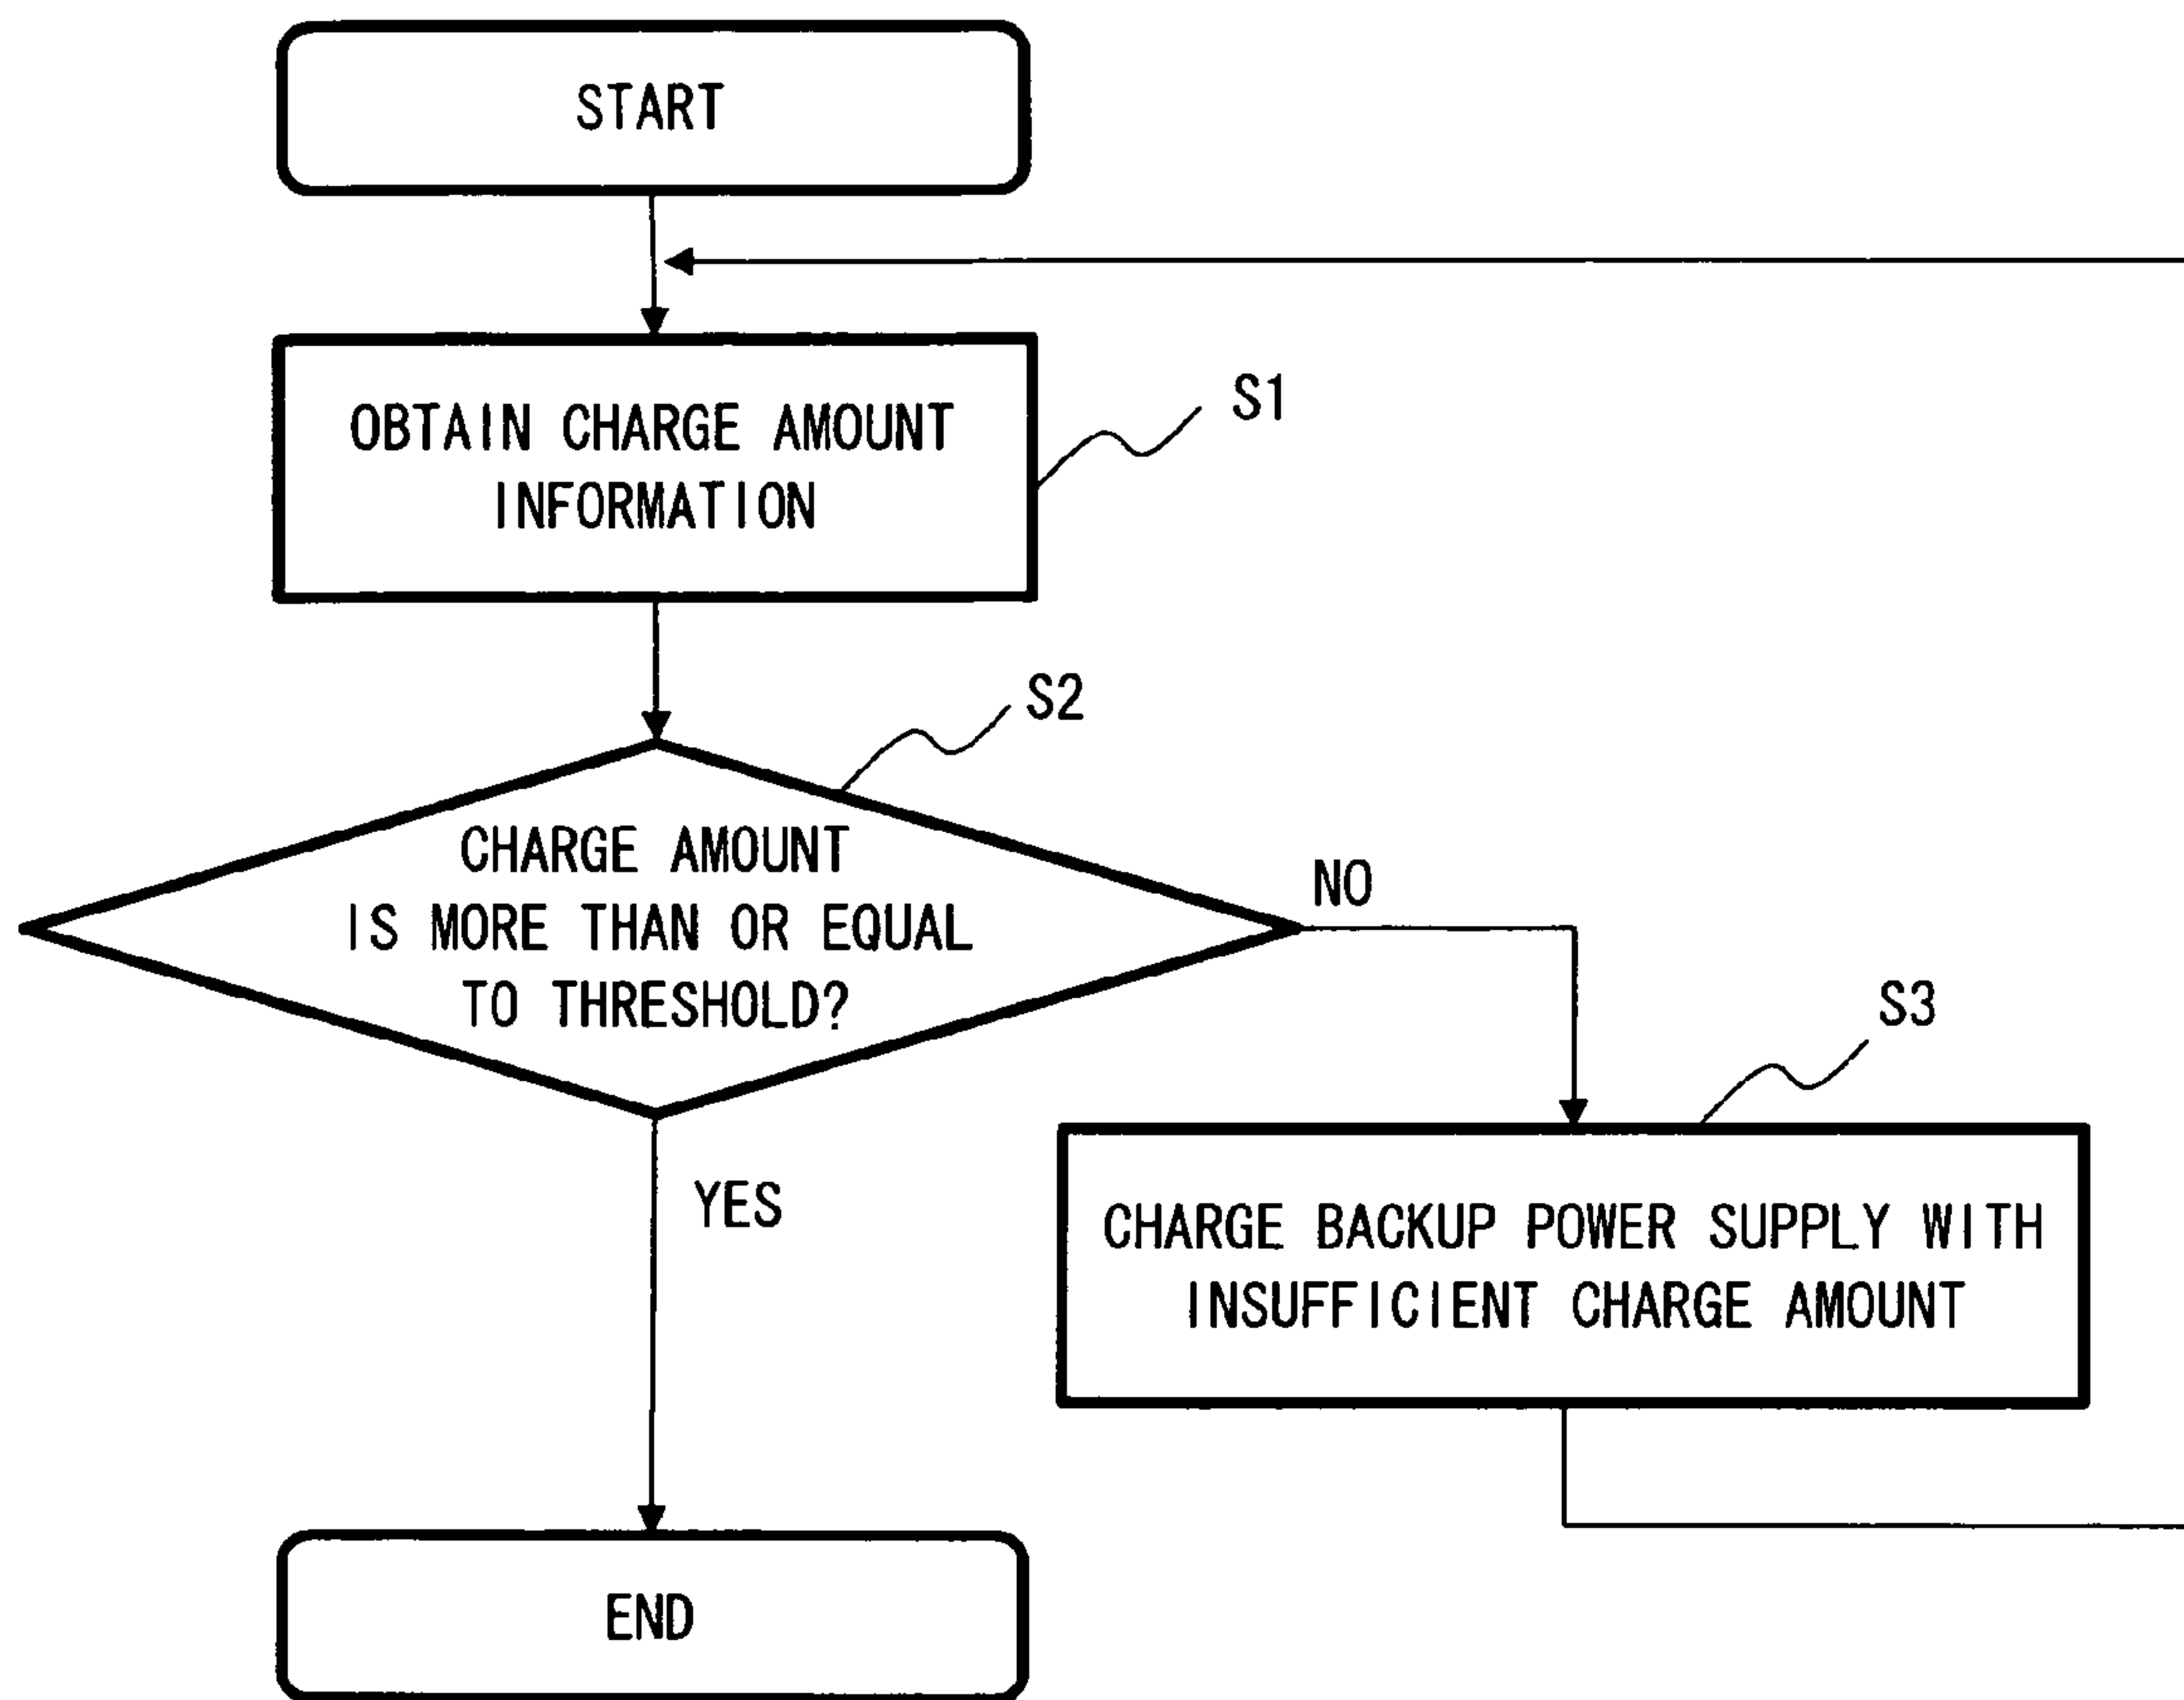 START
OBTAIN CHARGE AMOUNT
INFORMATION
S1
S2
CHARGE AMOUNT
IS MORE THAN OR EQUAL
TO THRESHOLD?
NO
S3
YES
CHARGE BACKUP POWER SUPPLY WITH
INSUFFICIENT CHARGE AMOUNT
END